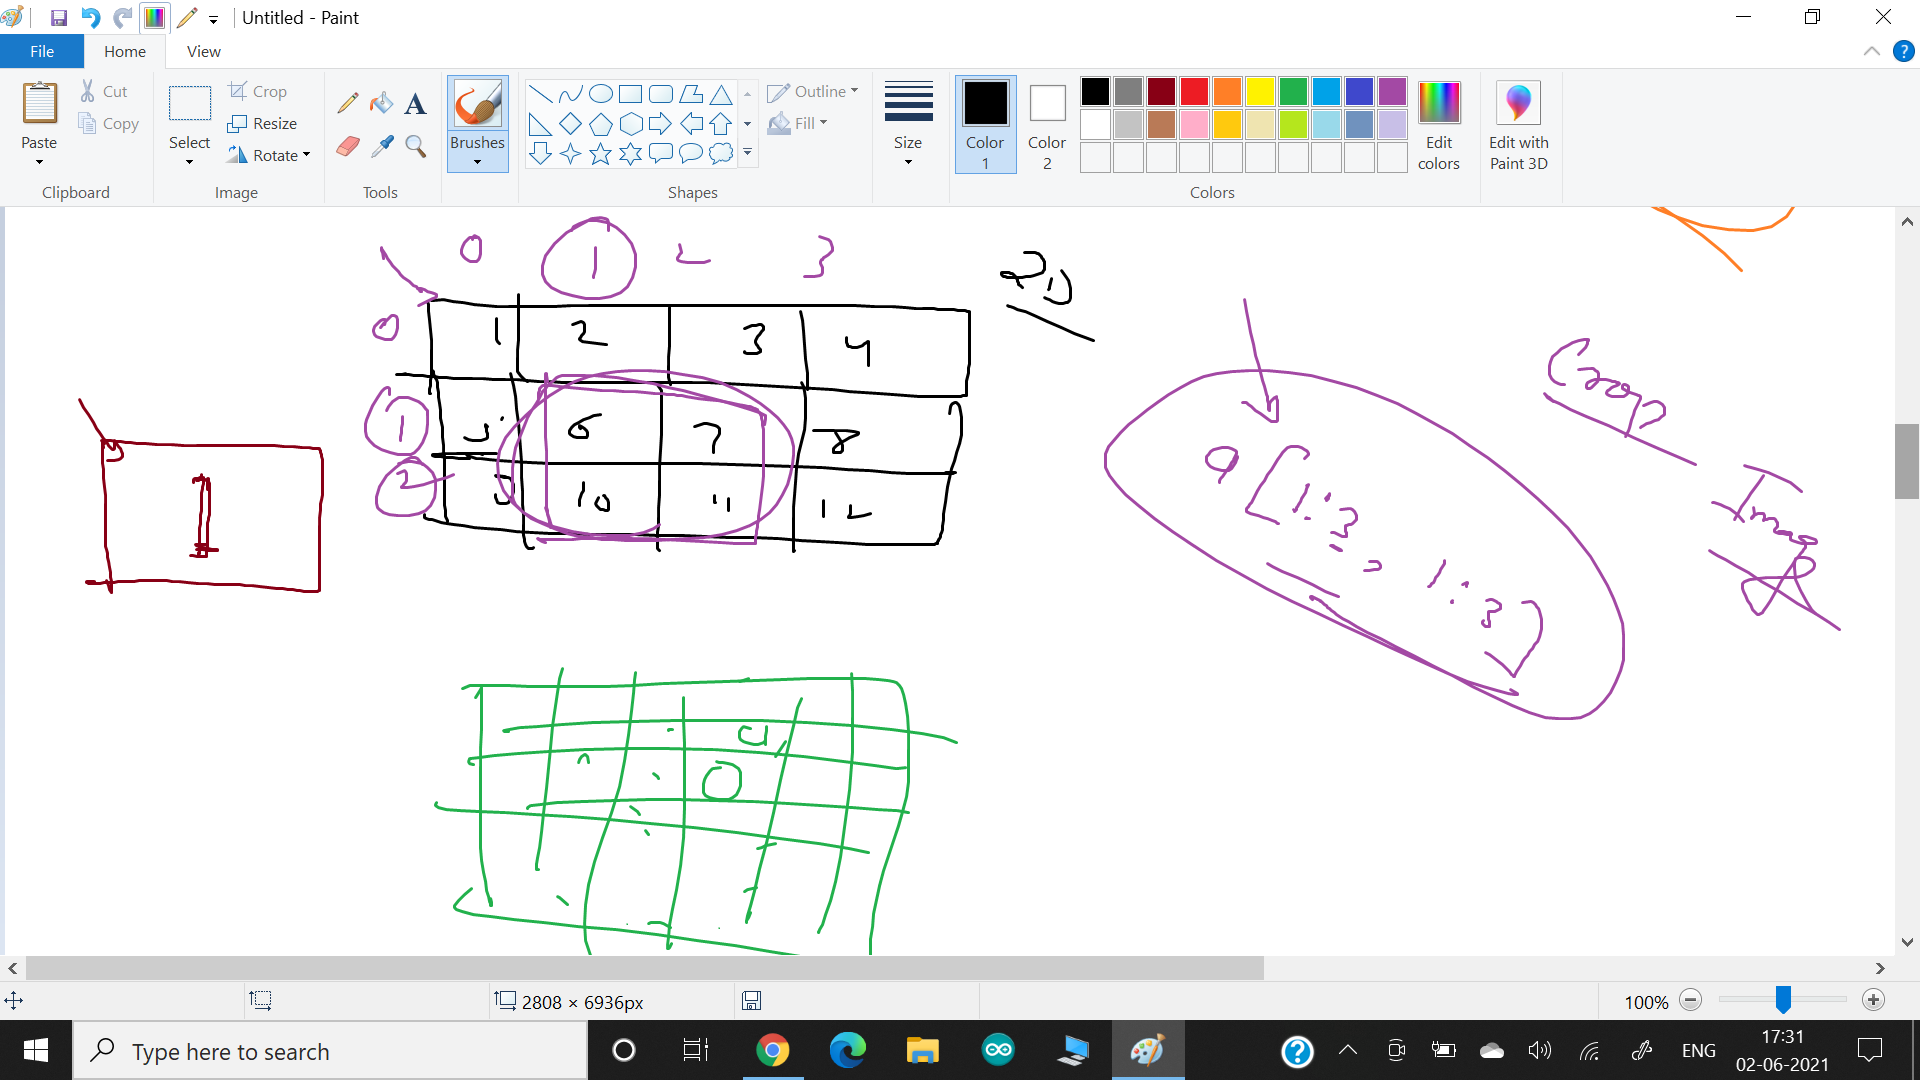 Untitled - Paint
File Home View
Paste
Cut
Copy
Clipboard
Select
Crop
Resize
Rotate
Image
Tools
Brushes
Shapes
Outline
Fill
Size
Color 1
Color 2
Edit colors
Colors
Edit with Paint 3D
0 1 2 3
2D
0 1 2 3 4
1 5 6 7 8
2 10 11 12
a[1:3, 1:3]
Crop
Image
I
2808 × 6936px
100%
Type here to search
ENG
17:31
02-06-2021